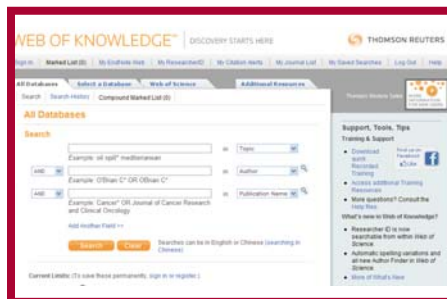 WEB OF KNOWLEDGE℠ DISCOVERY STARTS HERE
THOMSON REUTERS
Sign In Marked List (0) My EndNote Web My ResearcherID My Citation Alerts My Journal List My Saved Searches Log Out Help
All Databases Select a Database Web of Science Additional Resources
Search Search History Compound Marked List (0)
All Databases
Search
in Topic
Example: oil spill* mediterranean
AND in Author
Example: O'Brian C* OR OBrian C*
AND in Publication Name
Example: Cancer* OR Journal of Cancer Research
and Clinical Oncology
Add Another Field >>
Search Clear Searches can be in English or Chinese (searching in
Chinese)
Current Limits: (To save these permanently, sign in or register.)
Support, Tools, Tips
Training & Support
Download
quick
Recorded
Training
Find us on
Facebook
Like
Access additional Training
Resources
More questions? Consult the
Help files
What's new in Web of Knowledge?
Researcher ID is now
searchable from within Web of
Science
Automatic spelling variations and
all new Author Finder in Web of
Science
More of What's New